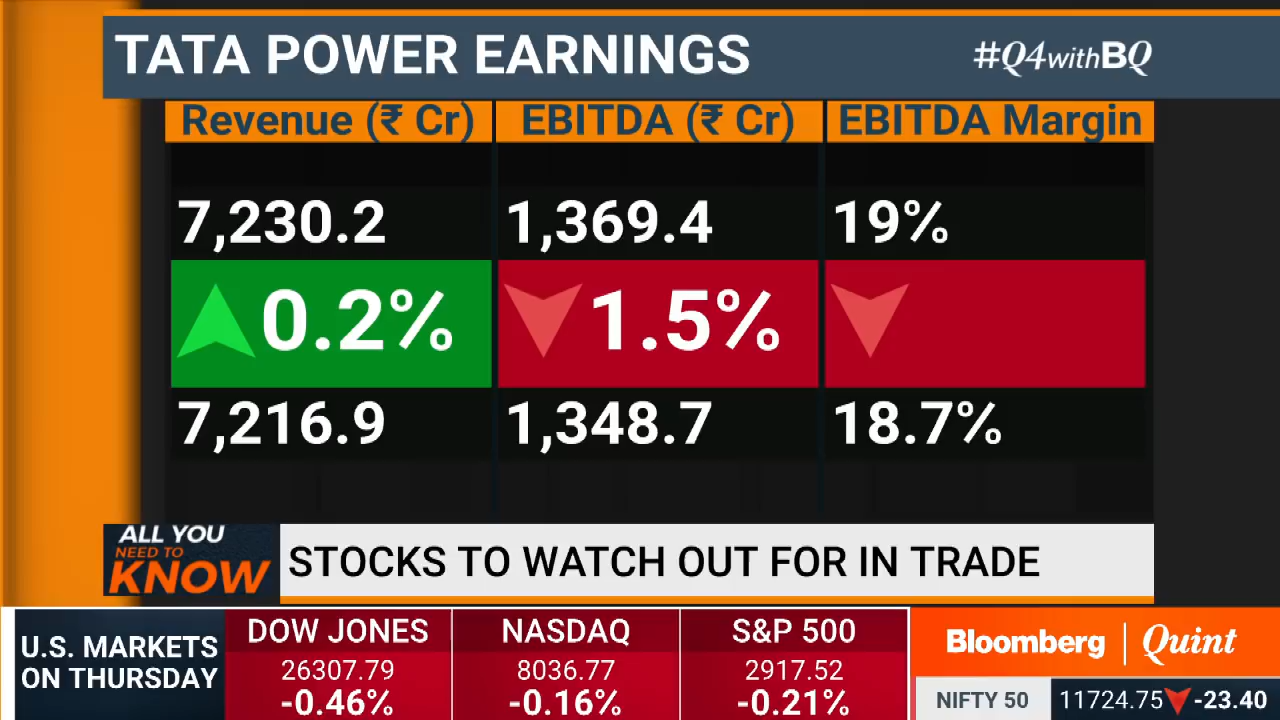 TATA POWER EARNINGS
#Q4withBQ
Revenue (₹ Cr) EBITDA (₹ Cr) EBITDA Margin
7,230.2 1,369.4 19%
0.2% 1.5%
7,216.9 1,348.7 18.7%
ALL YOU
NEED TO
KNOW
STOCKS TO WATCH OUT FOR IN TRADE
U.S. MARKETS
ON THURSDAY
DOW JONES
26307.79
-0.46%
NASDAQ
8036.77
-0.16%
S&P 500
2917.52
-0.21%
Bloomberg | Quint
NIFTY 50 11724.75 -23.40